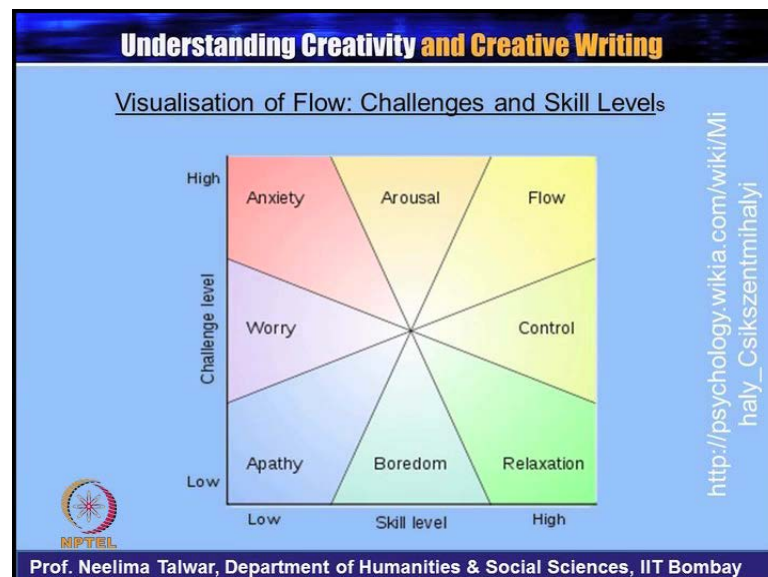 Understanding Creativity and Creative Writing
Visualisation of Flow: Challenges and Skill Levels
High
Anxiety
Arousal
Flow
Challenge level
Worry
Control
Apathy
Boredom
Relaxation
Low
Low
Skill level
High
http://psychology.wikia.com/wiki/Mi
haly_Csikszentmihalyi
NPTEL
Prof. Neelima Talwar, Department of Humanities & Social Sciences, IIT Bombay